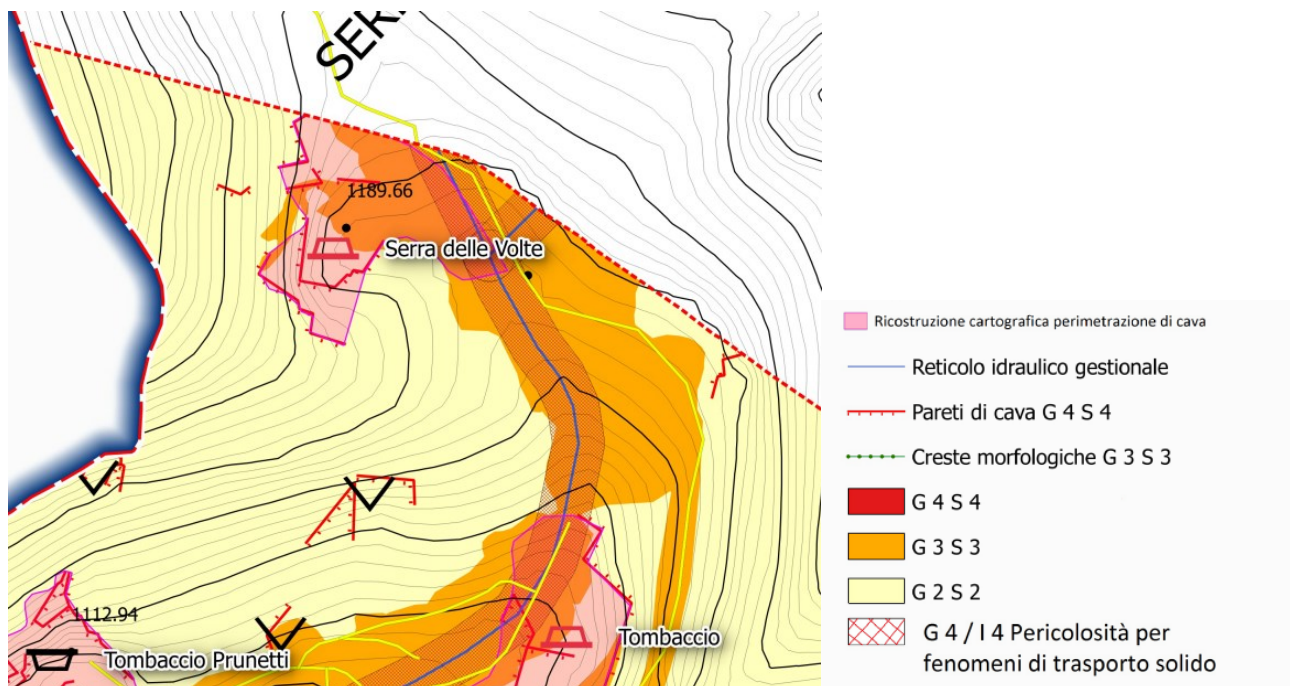 SER
1189.66
Serra delle Volte
1112.94
Tombaccio Prunetti
Tombaccio
Ricostruzione cartografica perimetrazione di cava
Reticolo idraulico gestionale
Pareti di cava G 4 S 4
Creste morfologiche G 3 S 3
G 4 S 4
G 3 S 3
G 2 S 2
G 4 / I 4 Pericolosità per
fenomeni di trasporto solido